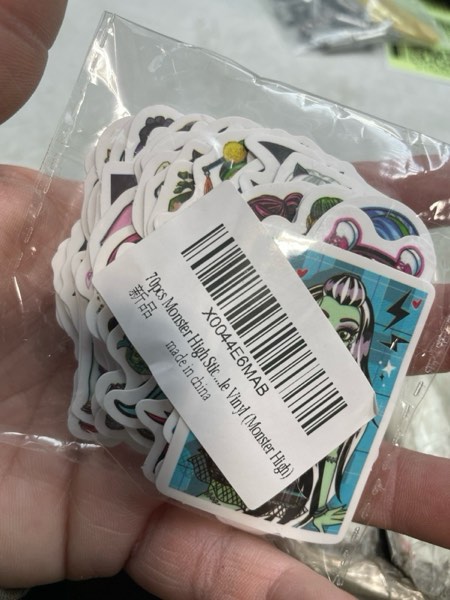 X0044E6MAB
70pcs Monster High Stic...le Vinyl (Monster High)
新品
made in china